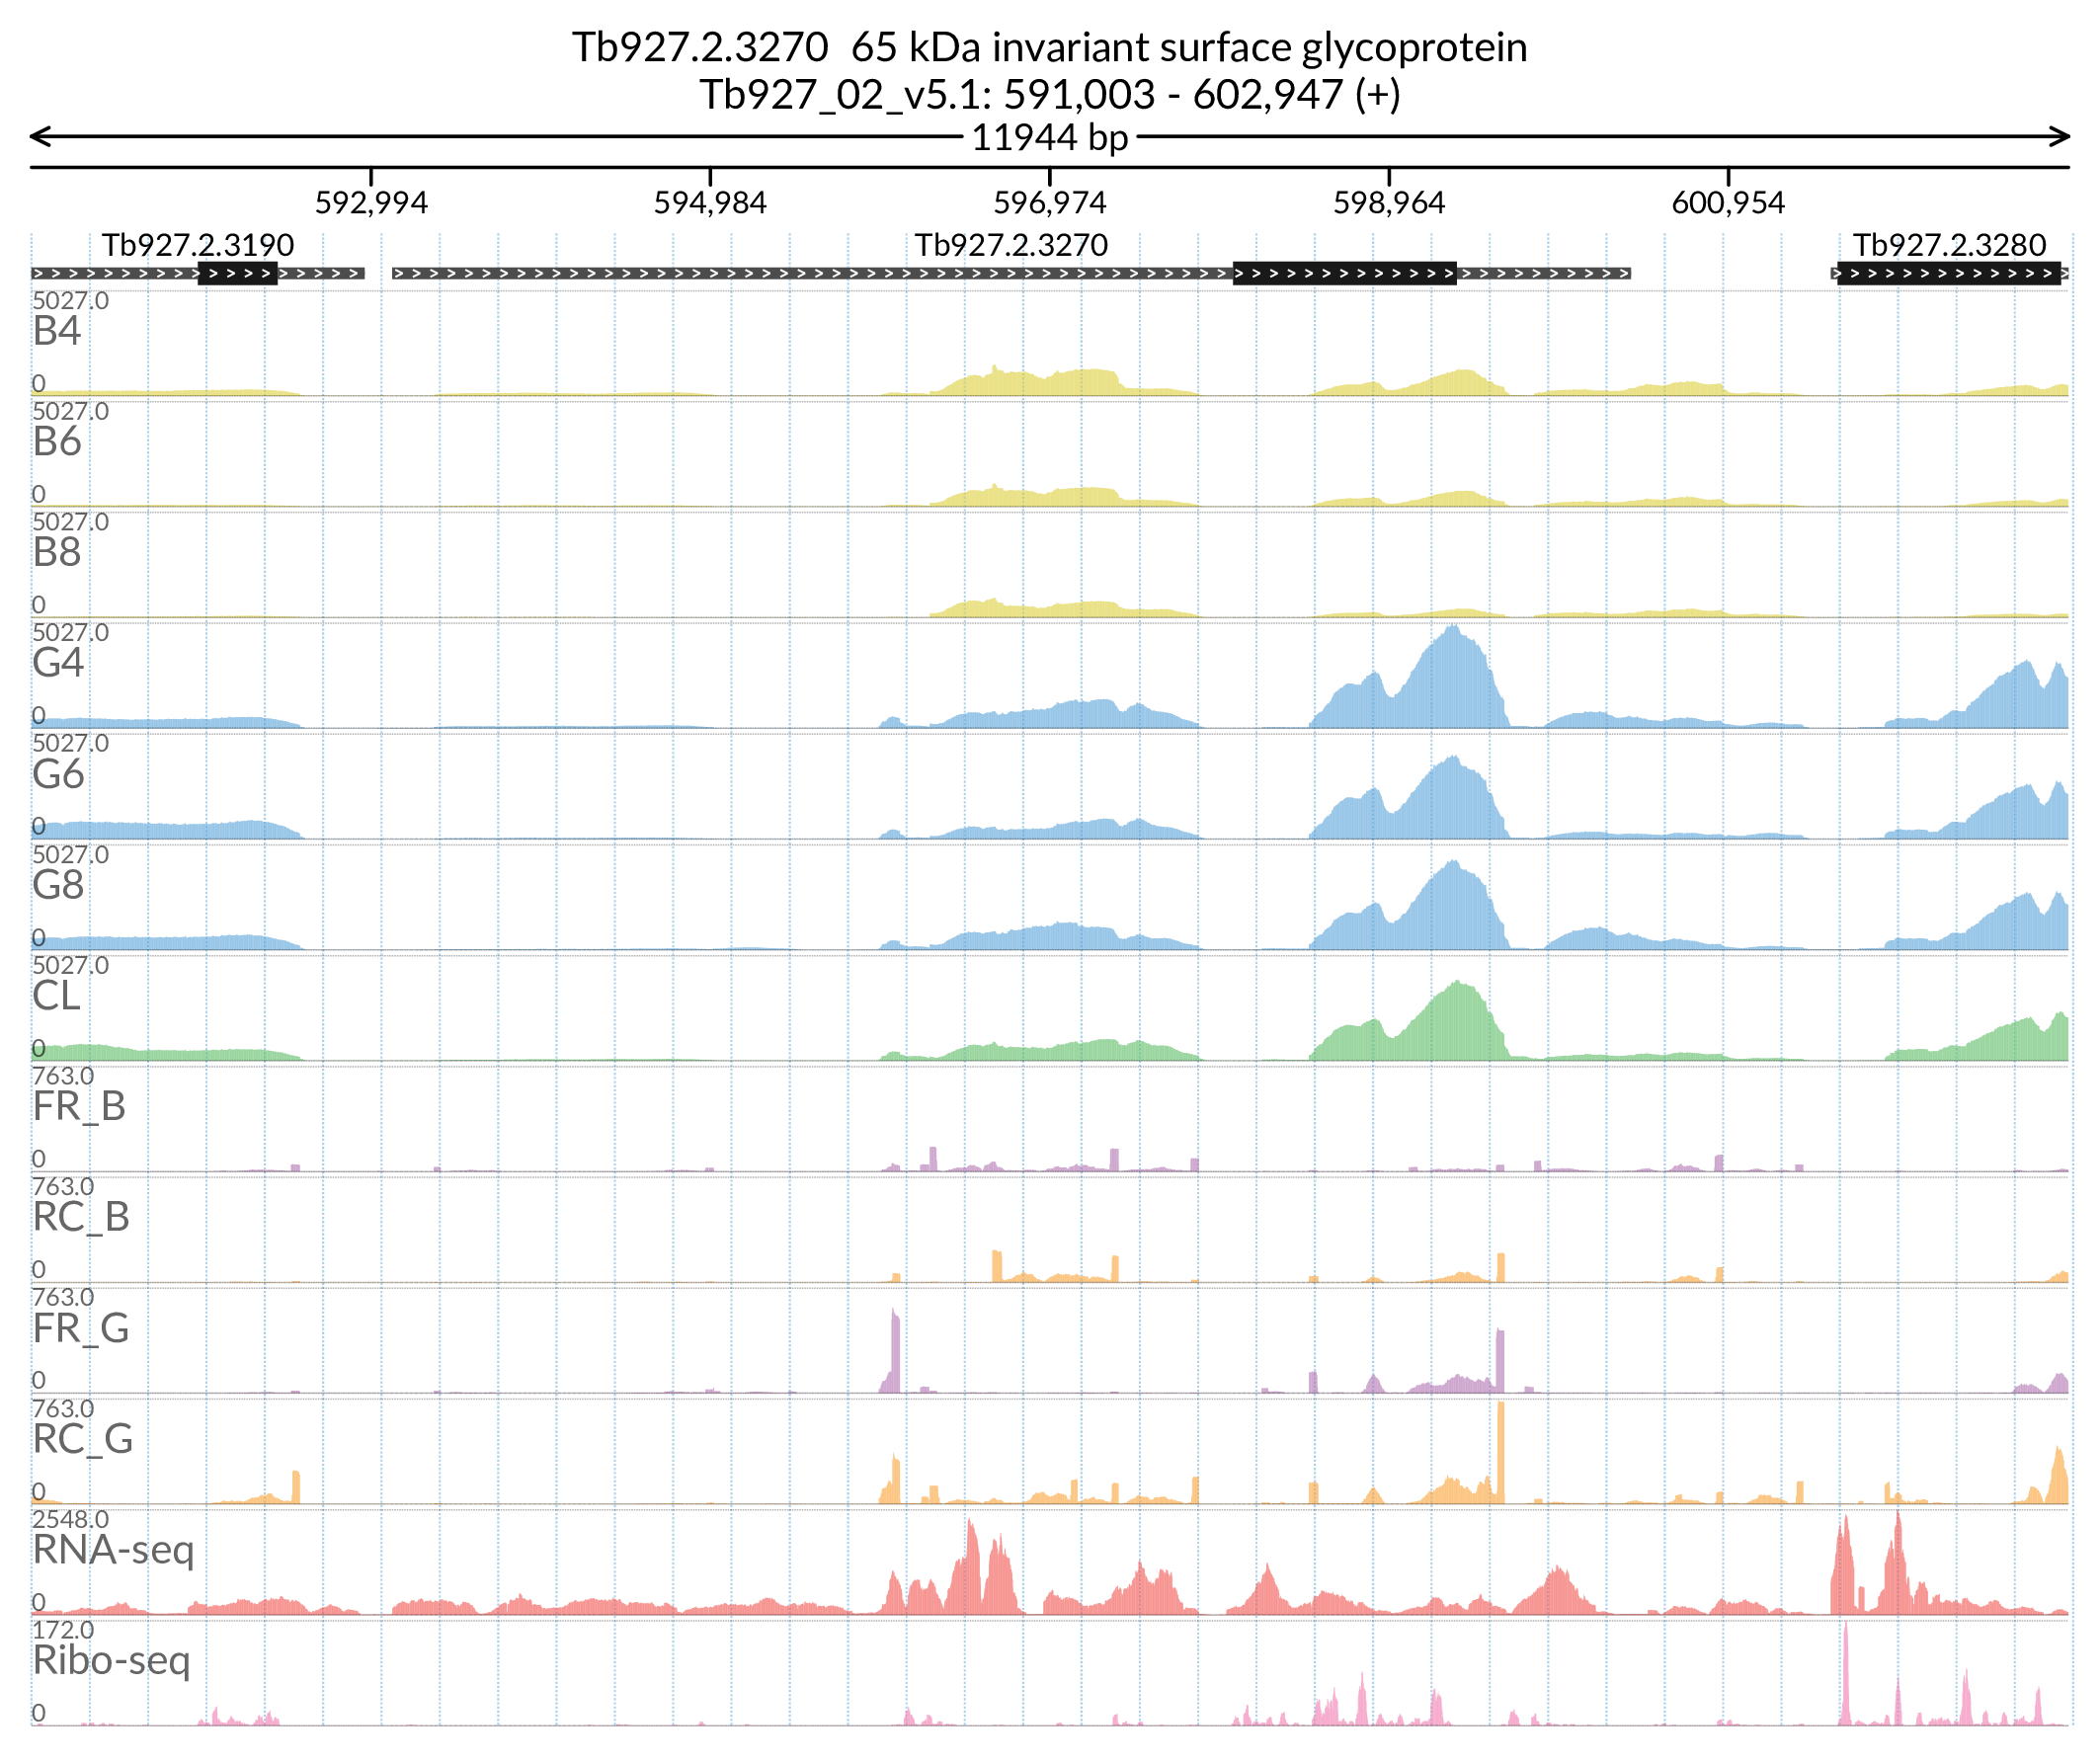 Tb927.2.3270  65 kDa invariant surface glycoprotein
Tb927_02_v5.1: 591,003 - 602,947 (+)
11944 bp
592,994 594,984 596,974 598,964 600,954
Tb927.2.3190 Tb927.2.3270 Tb927.2.3280
5027.0
B4
0
5027.0
B6
0
5027.0
B8
0
5027.0
G4
0
5027.0
G6
0
5027.0
G8
0
5027.0
CL
0
763.0
FR_B
0
763.0
RC_B
0
763.0
FR_G
0
763.0
RC_G
0
2548.0
RNA-seq
0
172.0
Ribo-seq
0